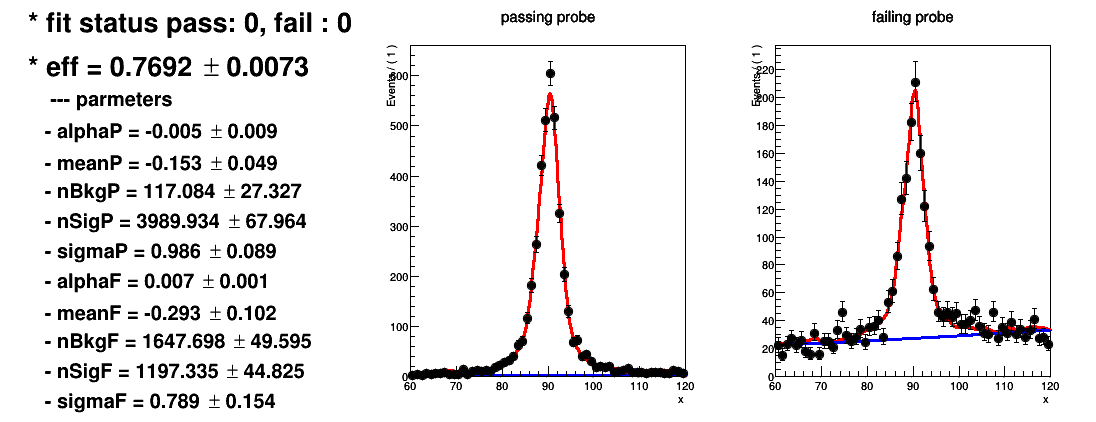 * fit status pass: 0, fail : 0
* eff = 0.7692 ± 0.0073
--- parmeters
- alphaP = -0.005 ± 0.009
- meanP = -0.153 ± 0.049
- nBkgP = 117.084 ± 27.327
- nSigP = 3989.934 ± 67.964
- sigmaP = 0.986 ± 0.089
- alphaF = 0.007 ± 0.001
- meanF = -0.293 ± 0.102
- nBkgF = 1647.698 ± 49.595
- nSigF = 1197.335 ± 44.825
- sigmaF = 0.789 ± 0.154
passing probe
Events / ( 1 )
600
500
400
300
200
100
0
60 70 80 90 100 110 120
x
failing probe
Events / ( 1 )
220
200
180
160
140
120
100
80
60
40
20
0
60 70 80 90 100 110 120
x